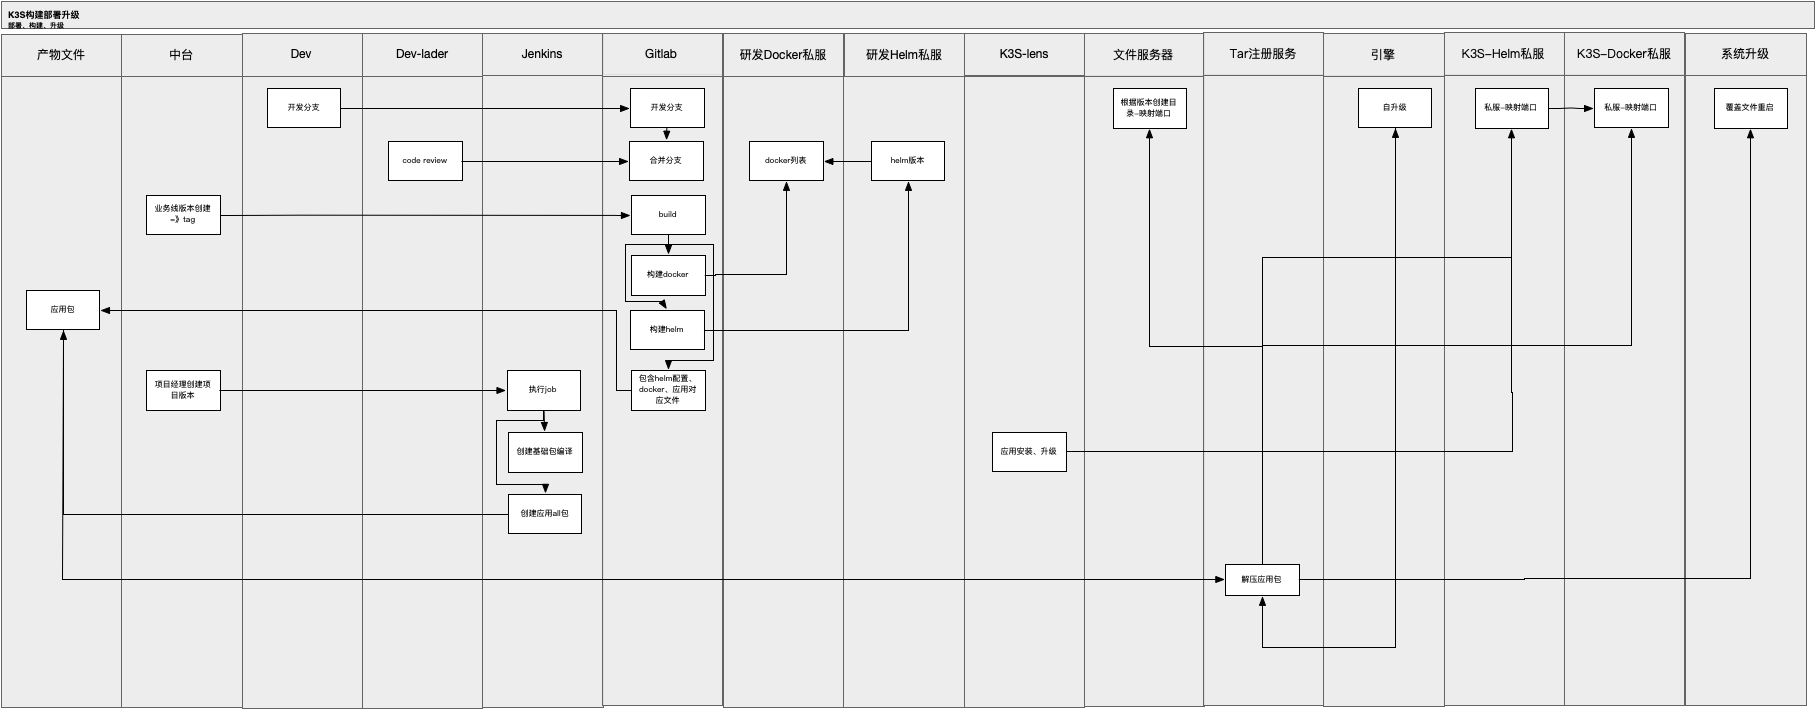 K3S构建部署升级
部署、构建、升级
产物文件
中台
Dev
Dev-lader
Jenkins
Gitlab
研发Docker私服
研发Helm私服
K3S-lens
文件服务器
Tar注册服务
引擎
K3S-Helm私服
K3S-Docker私服
系统升级
开发分支
开发分支
根据版本创建目
录-映射端口
自升级
私服-映射端口
私服-映射端口
覆盖文件重启
code review
合并分支
docker列表
helm版本
业务线版本创建
-》tag
build
构建docker
应用包
构建helm
项目经理创建项
目版本
执行job
包含helm配置、
docker、应用对
应文件
创建基础包编译
应用安装、升级
创建应用all包
解压应用包